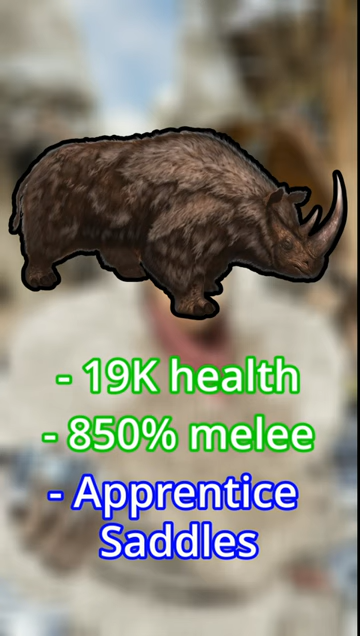 - 19K health
- 850% melee
- Apprentice
Saddles